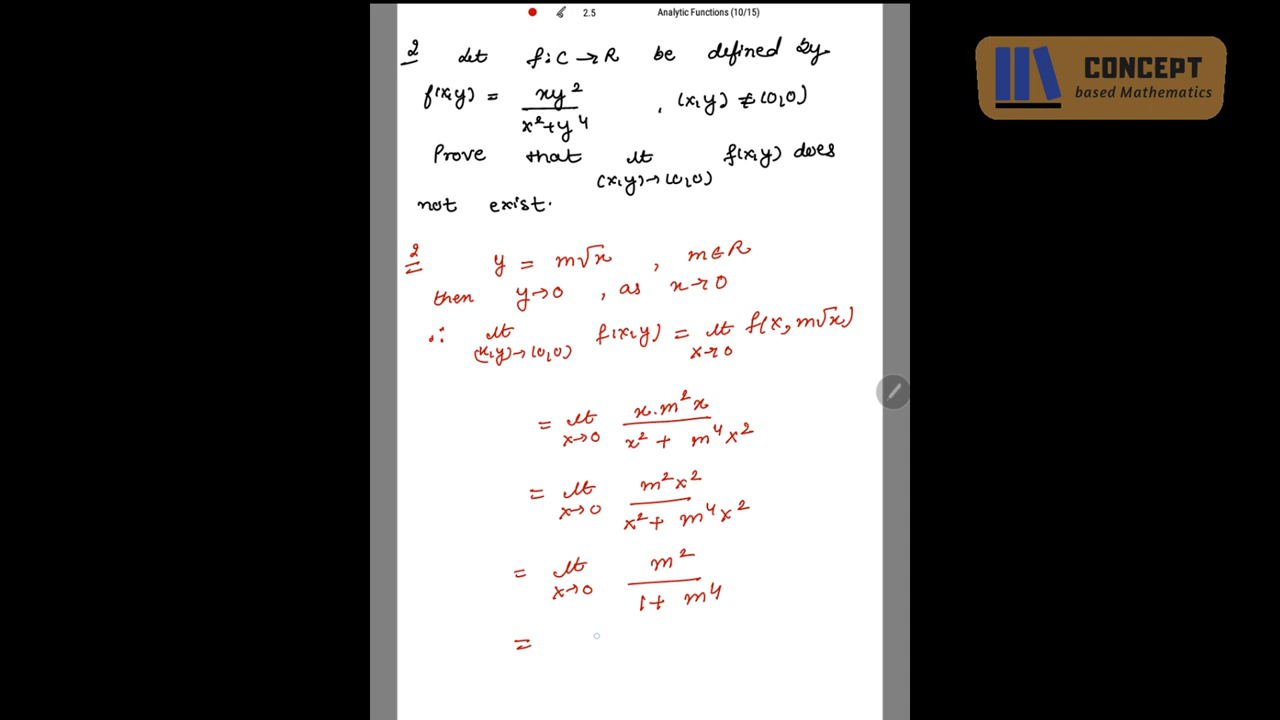 2.5 Analytic Functions (10/15)
CONCEPT
based Mathematics
2 Let f: C → R be defined by
f(x,y) = xy² / x²+y⁴ , (x,y) ≠ (0,0)
Prove that lt (x,y)→(0,0) f(x,y) does
not exist.
2 y = m√x , m∈R
then y→0 , as x→0
∴ lt (x,y)→(0,0) f(x,y) = lt x→0 f(x, m√x)
= lt x→0 x.m²x / x² + m⁴x²
= lt x→0 m²x² / x² + m⁴x²
= lt x→0 m² / 1 + m⁴
=